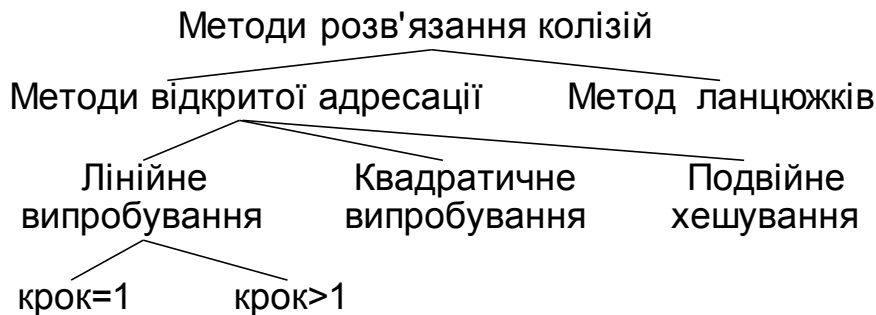 Методи розв'язання колізій
Методи відкритої адресації Метод ланцюжків
Лінійне Квадратичне Подвійне
випробування випробування хешування
крок=1 крок>1